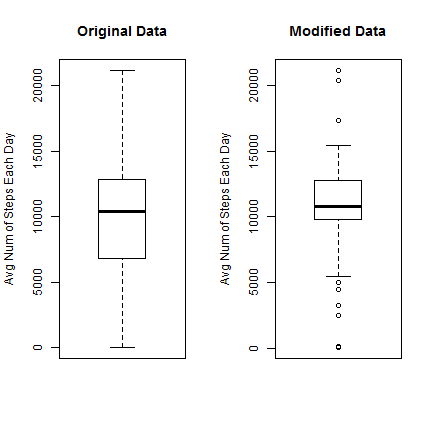 Original Data
Avg Num of Steps Each Day
20000
15000
10000
5000
0
Modified Data
Avg Num of Steps Each Day
20000
15000
10000
5000
0